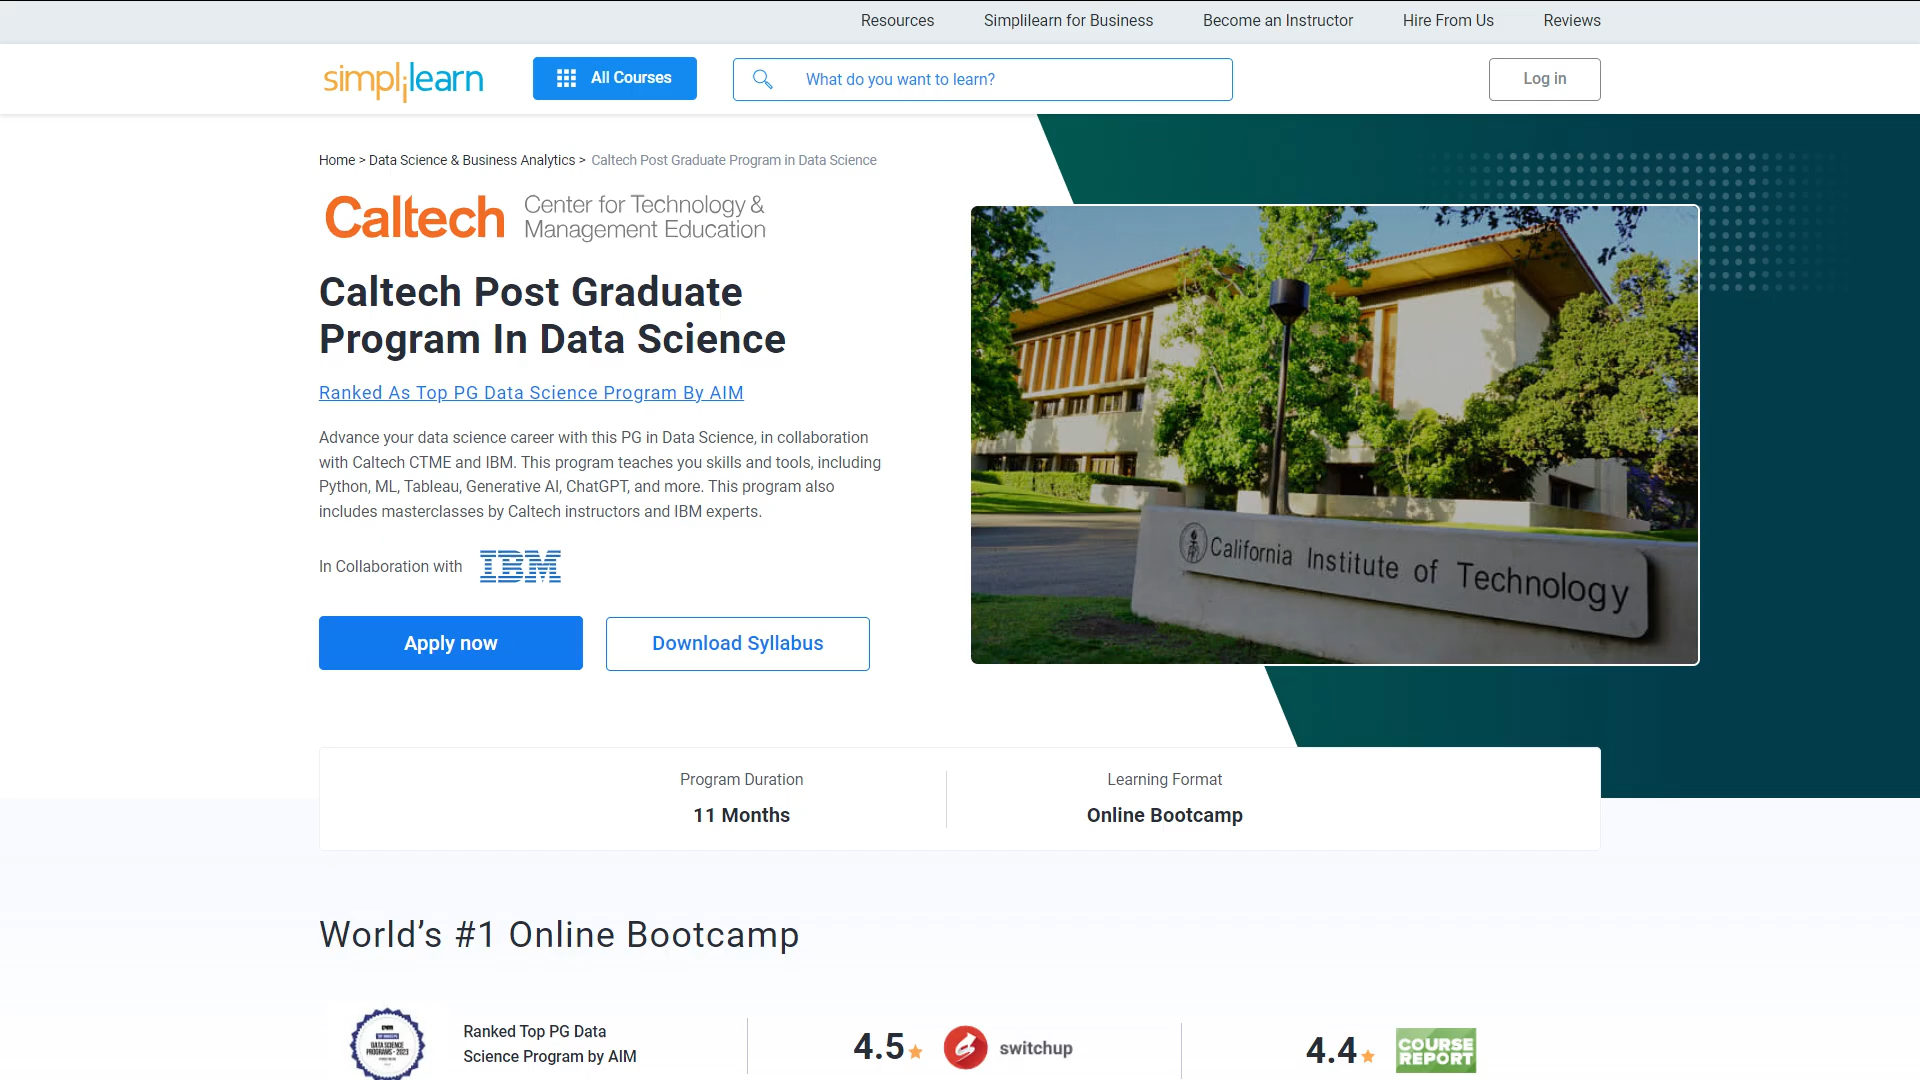 Resources Simplilearn for Business Become an Instructor Hire From Us Reviews
simplilearn All Courses What do you want to learn? Log in
Home > Data Science & Business Analytics > Caltech Post Graduate Program in Data Science
Caltech Center for Technology &
Management Education
Caltech Post Graduate
Program In Data Science
Ranked As Top PG Data Science Program By AIM
Advance your data science career with this PG in Data Science, in collaboration
with Caltech CTME and IBM. This program teaches you skills and tools, including
Python, ML, Tableau, Generative AI, ChatGPT, and more. This program also
includes masterclasses by Caltech instructors and IBM experts.
In Collaboration with IBM
Apply now Download Syllabus
California Institute of Technology
Program Duration Learning Format
11 Months Online Bootcamp
World’s #1 Online Bootcamp
DATA SCIENCE
PROGRAMS - 2023
Ranked Top PG Data
Science Program by AIM
4.5 switchup
4.4 COURSE
REPORT